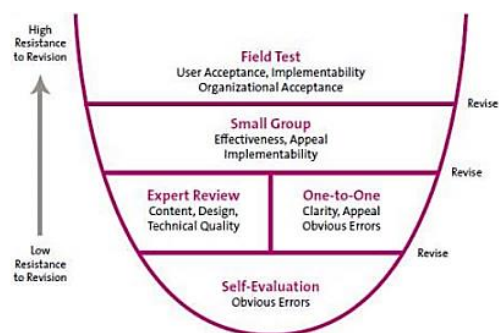 High
Resistance
to Revision
Field Test
User Acceptance, Implementability
Organizational Acceptance
Revise
Small Group
Effectiveness, Appeal
Implementability
Revise
Expert Review
Content, Design,
Technical Quality
One-to-One
Clarity, Appeal
Obvious Errors
Revise
Low
Resistance
to Revision
Self-Evaluation
Obvious Errors